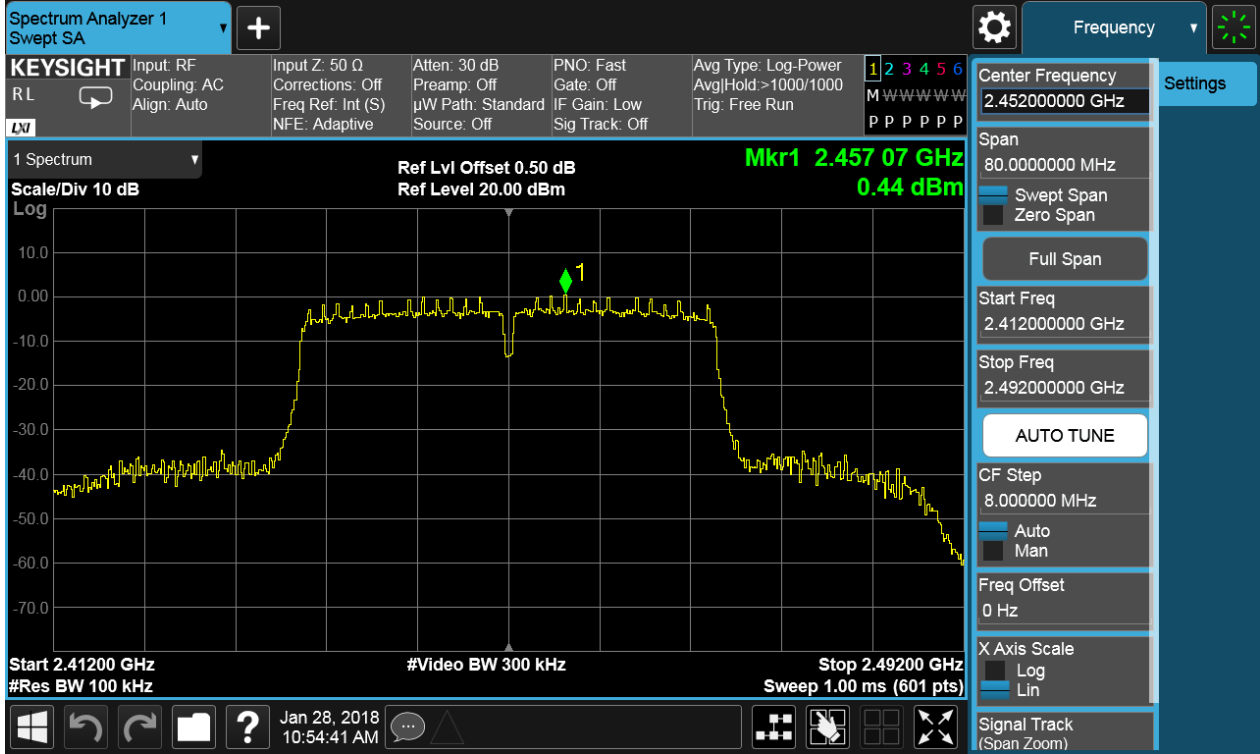 Spectrum Analyzer 1
Swept SA
+
Frequency
KEYSIGHT
R L
LXI
Input: RF
Coupling: AC
Align: Auto
Input Z: 50 Ω
Corrections: Off
Freq Ref: Int (S)
NFE: Adaptive
Atten: 30 dB
Preamp: Off
µW Path: Standard
Source: Off
PNO: Fast
Gate: Off
IF Gain: Low
Sig Track: Off
Avg Type: Log-Power
Avg|Hold:>1000/1000
Trig: Free Run
1 2 3 4 5 6
M W W W W W
P P P P P P
1 Spectrum
Scale/Div 10 dB
Log
Ref Lvl Offset 0.50 dB
Ref Level 20.00 dBm
Mkr1 2.457 07 GHz
0.44 dBm
1
10.0
0.00
-10.0
-20.0
-30.0
-40.0
-50.0
-60.0
-70.0
Start 2.41200 GHz
#Res BW 100 kHz
#Video BW 300 kHz
Stop 2.49200 GHz
Sweep 1.00 ms (601 pts)
Center Frequency
2.452000000 GHz
Span
80.0000000 MHz
Swept Span
Zero Span
Full Span
Start Freq
2.412000000 GHz
Stop Freq
2.492000000 GHz
AUTO TUNE
CF Step
8.000000 MHz
Auto
Man
Freq Offset
0 Hz
X Axis Scale
Log
Lin
Signal Track
(Span Zoom)
Settings
?
Jan 28, 2018
10:54:41 AM